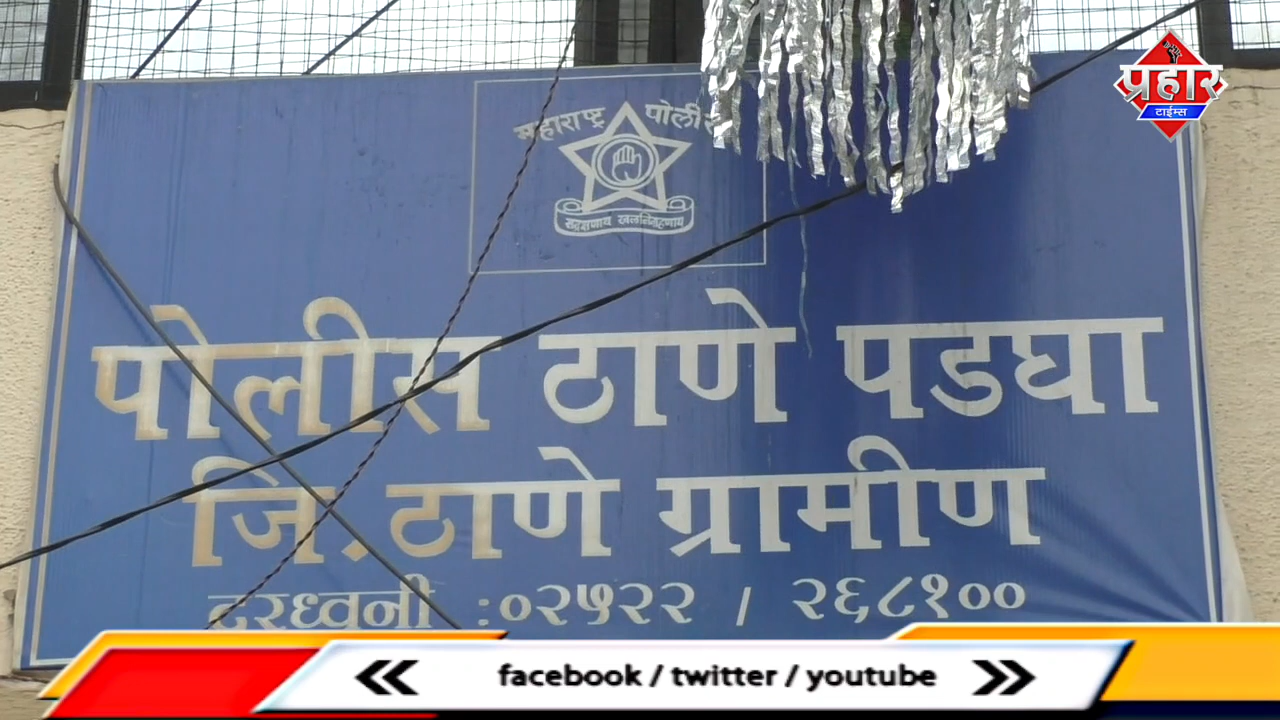 महाराष्ट्र पोलीस
सद्रक्षणाय खलनिग्रहणाय
पोलीस ठाणे पडघा
जि. ठाणे ग्रामीण
दूरध्वनी :०२५२२ / २६८१००
प्रहार
टाईम्स
facebook / twitter / youtube